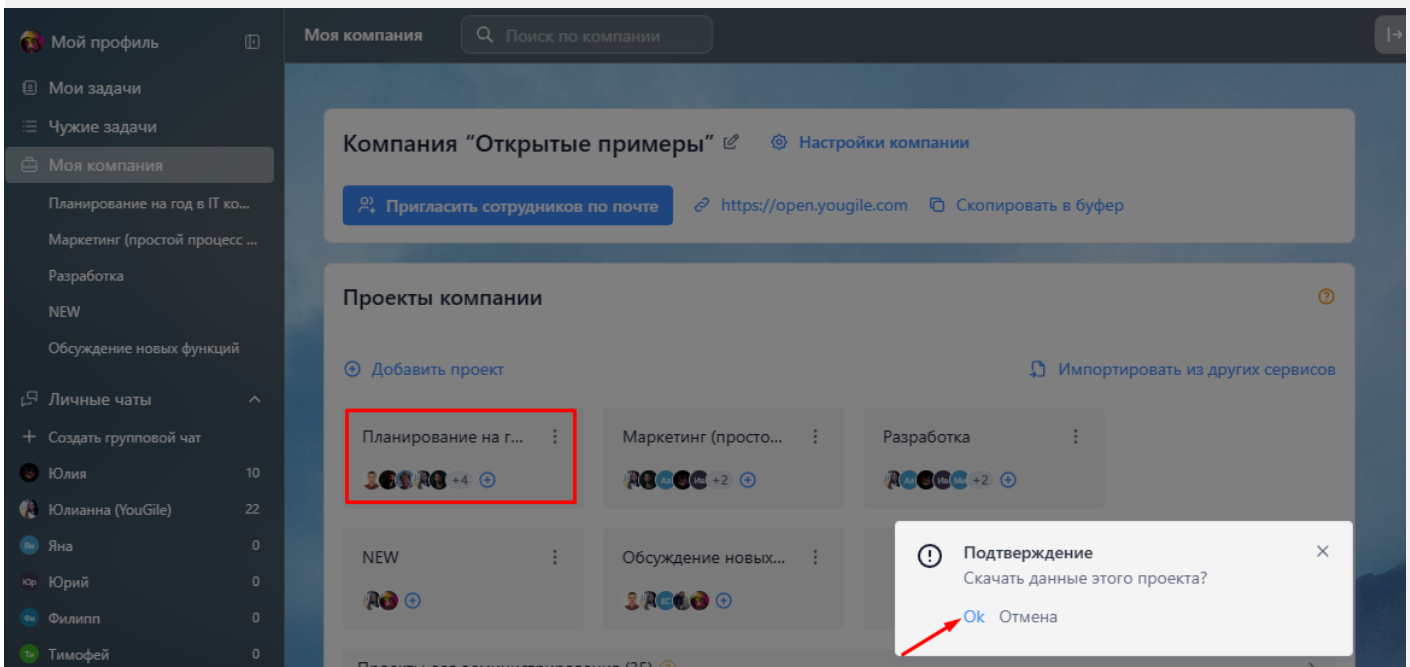 Мой профиль
Мои задачи
Чужие задачи
Моя компания
Планирование на год в IT ко...
Маркетинг (простой процесс ...
Разработка
NEW
Обсуждение новых функций
Личные чаты
Создать групповой чат
Юлия 10
Юлианна (YouGile) 22
Яна 0
Юрий 0
Филипп 0
Тимофей 0
Моя компания Поиск по компании
Компания “Открытые примеры” Настройки компании
Пригласить сотрудников по почте https://open.yougile.com Скопировать в буфер
Проекты компании
Добавить проект Импортировать из других сервисов
Планирование на г... Маркетинг (просто... Разработка
+4 +2 +2
NEW Обсуждение новых...
Подтверждение
Скачать данные этого проекта?
Ok Отмена